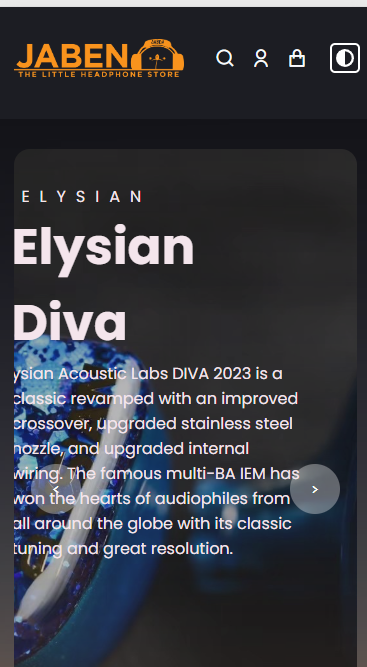 JABEN
THE LITTLE HEADPHONE STORE
ELYSIAN
Elysian
Diva
ysian Acoustic Labs DIVA 2023 is a
classic revamped with an improved
crossover, upgraded stainless steel
nozzle, and upgraded internal
wiring. The famous multi-BA IEM has
won the hearts of audiophiles from
all around the globe with its classic
tuning and great resolution.